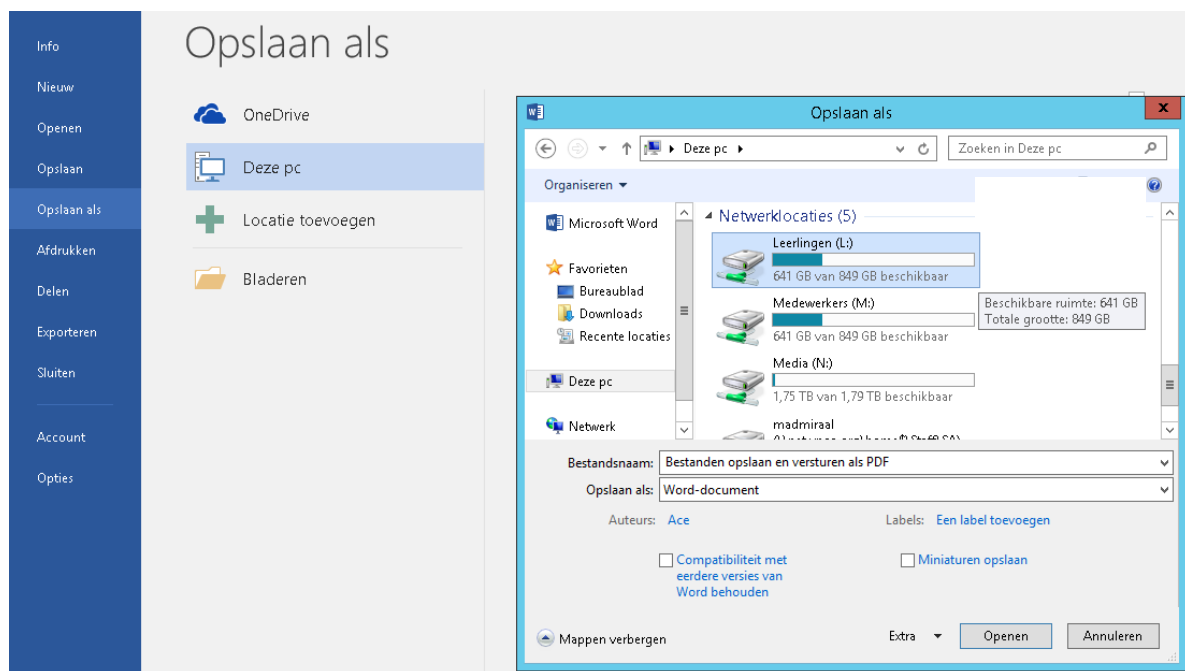 Opslaan als
Info
Nieuw
Openen
Opslaan
Opslaan als
Afdrukken
Delen
Exporteren
Sluiten
Account
Opties
OneDrive
Deze pc
Locatie toevoegen
Bladeren
Opslaan als
Deze pc
Zoeken in Deze pc
Organiseren
Microsoft Word
Favorieten
Bureaublad
Downloads
Recente locaties
Deze pc
Netwerk
Netwerklocaties (5)
Leerlingen (L:)
641 GB van 849 GB beschikbaar
Medewerkers (M:)
641 GB van 849 GB beschikbaar
Beschikbare ruimte: 641 GB
Totale grootte: 849 GB
Media (N:)
1,75 TB van 1,79 TB beschikbaar
madmiraal
Bestandsnaam: Bestanden opslaan en versturen als PDF
Opslaan als: Word-document
Auteurs: Ace
Labels: Een label toevoegen
Compatibiliteit met
eerdere versies van
Word behouden
Miniaturen opslaan
Mappen verbergen
Extra
Openen
Annuleren